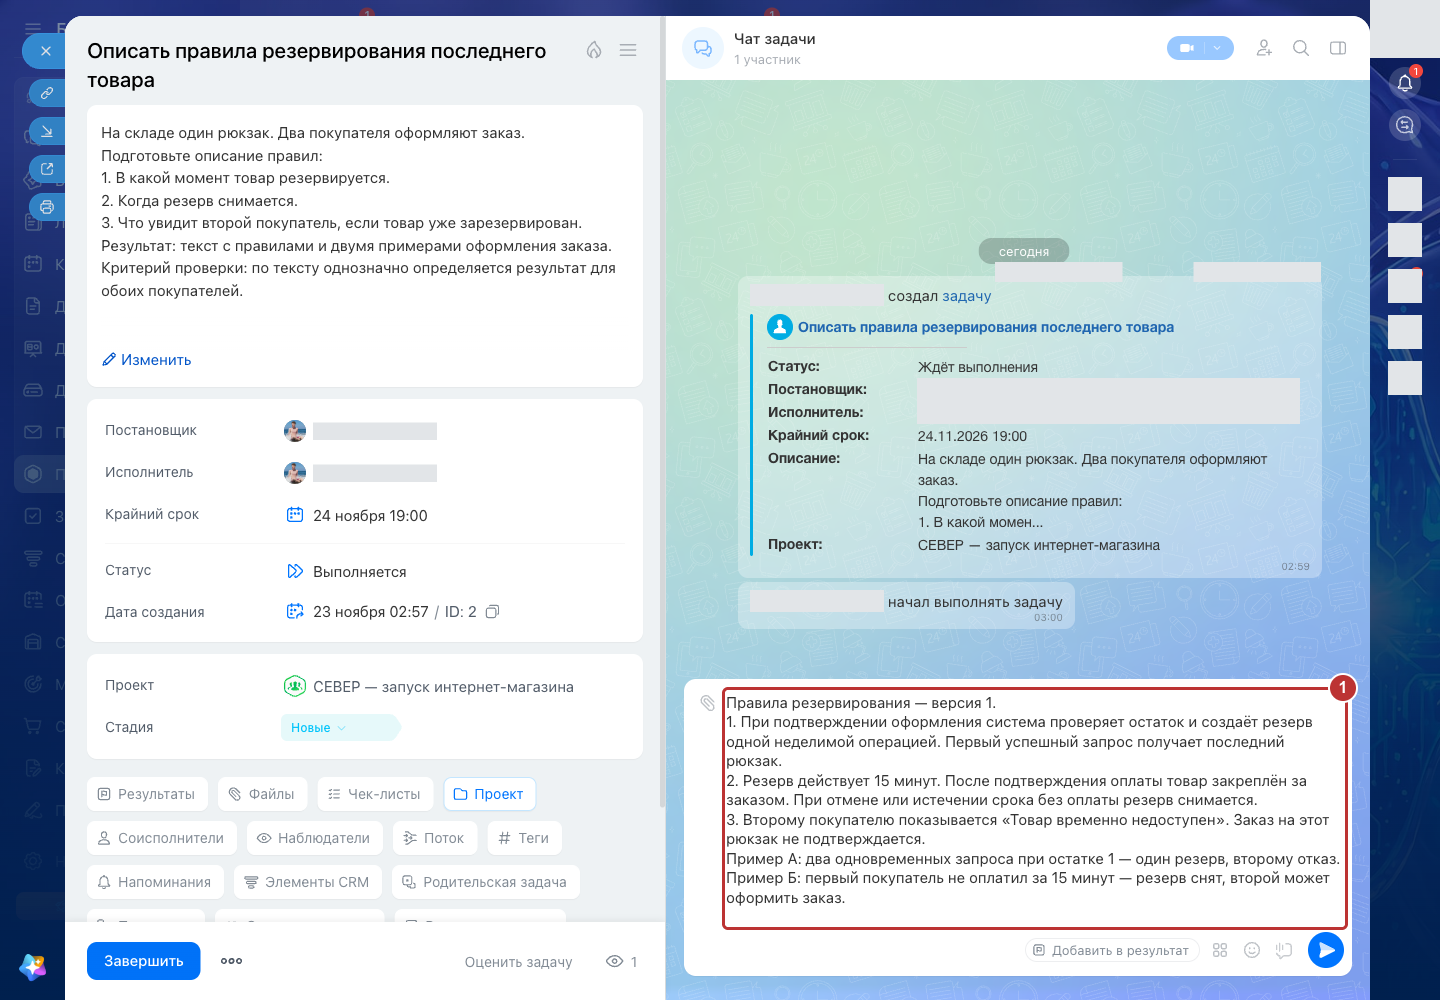 Описать правила резервирования последнего
товара
На складе один рюкзак. Два покупателя оформляют заказ.
Подготовьте описание правил:
1. В какой момент товар резервируется.
2. Когда резерв снимается.
3. Что увидит второй покупатель, если товар уже зарезервирован.
Результат: текст с правилами и двумя примерами оформления заказа.
Критерий проверки: по тексту однозначно определяется результат для
обоих покупателей.
Изменить
Постановщик
Исполнитель
Крайний срок
24 ноября 19:00
Статус
Выполняется
Дата создания
23 ноября 02:57 / ID: 2
Проект
СЕВЕР — запуск интернет-магазина
Стадия
Новые
Результаты
Файлы
Чек-листы
Проект
Соисполнители
Наблюдатели
Поток
Теги
Напоминания
Элементы CRM
Родительская задача
Завершить
Оценить задачу
1
Чат задачи
1 участник
сегодня
создал задачу
Описать правила резервирования последнего товара
Статус:
Ждёт выполнения
Постановщик:
Исполнитель:
Крайний срок:
24.11.2026 19:00
Описание:
На складе один рюкзак. Два покупателя оформляют
заказ.
Подготовьте описание правил:
1. В какой момен...
Проект:
СЕВЕР — запуск интернет-магазина
02:59
начал выполнять задачу
03:00
1
Правила резервирования — версия 1.
1. При подтверждении оформления система проверяет остаток и создаёт резерв
одной неделимой операцией. Первый успешный запрос получает последний
рюкзак.
2. Резерв действует 15 минут. После подтверждения оплаты товар закреплён за
заказом. При отмене или истечении срока без оплаты резерв снимается.
3. Второму покупателю показывается «Товар временно недоступен». Заказ на этот
рюкзак не подтверждается.
Пример А: два одновременных запроса при остатке 1 — один резерв, второму отказ.
Пример Б: первый покупатель не оплатил за 15 минут — резерв снят, второй может
оформить заказ.
Добавить в результат
1